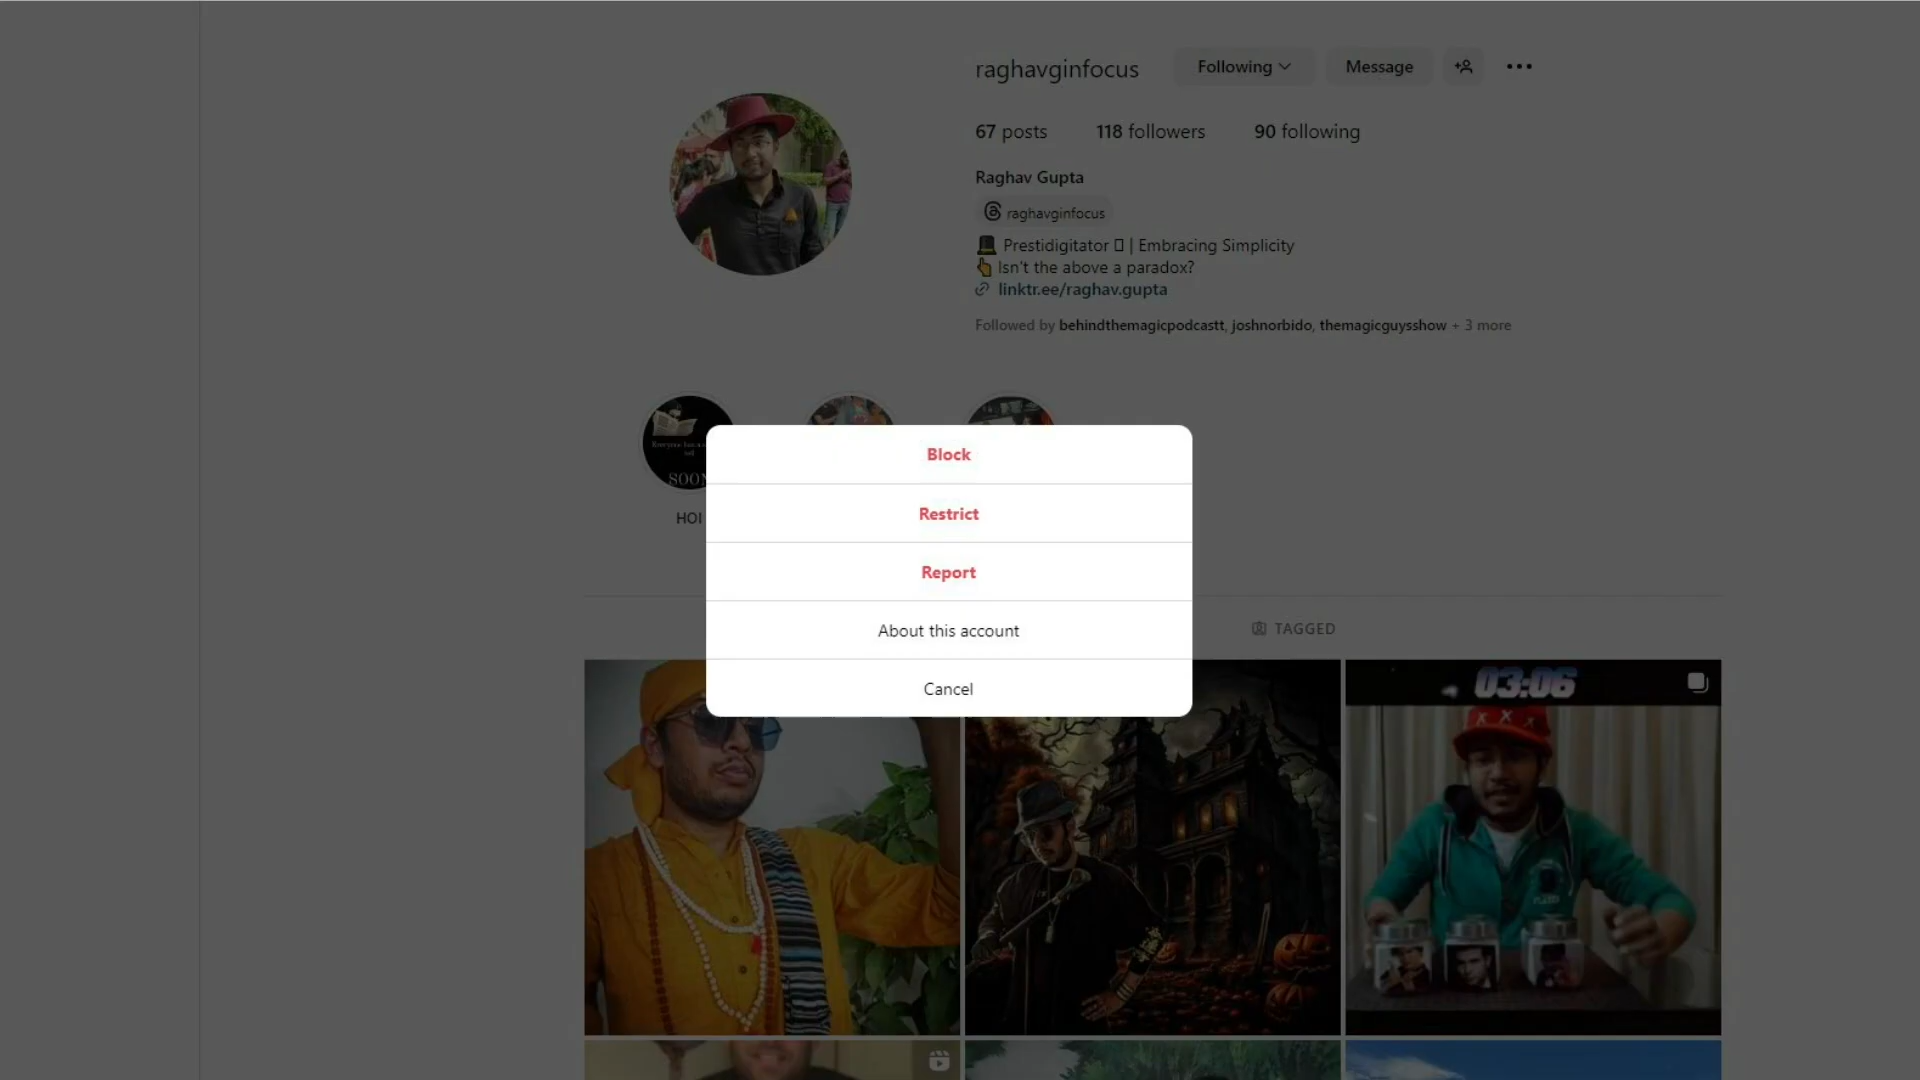 raghavginfocus Following Message
67 posts 118 followers 90 following
Raghav Gupta
raghavginfocus
🎩 Prestidigitator | Embracing Simplicity
👆 Isn't the above a paradox?
linktr.ee/raghav.gupta
Followed by behindthemagicpodcastt, joshnorbido, themagicguysshow + 3 more
SOON
HOI
Block
Restrict
Report
About this account
Cancel
TAGGED
03:06
X X X